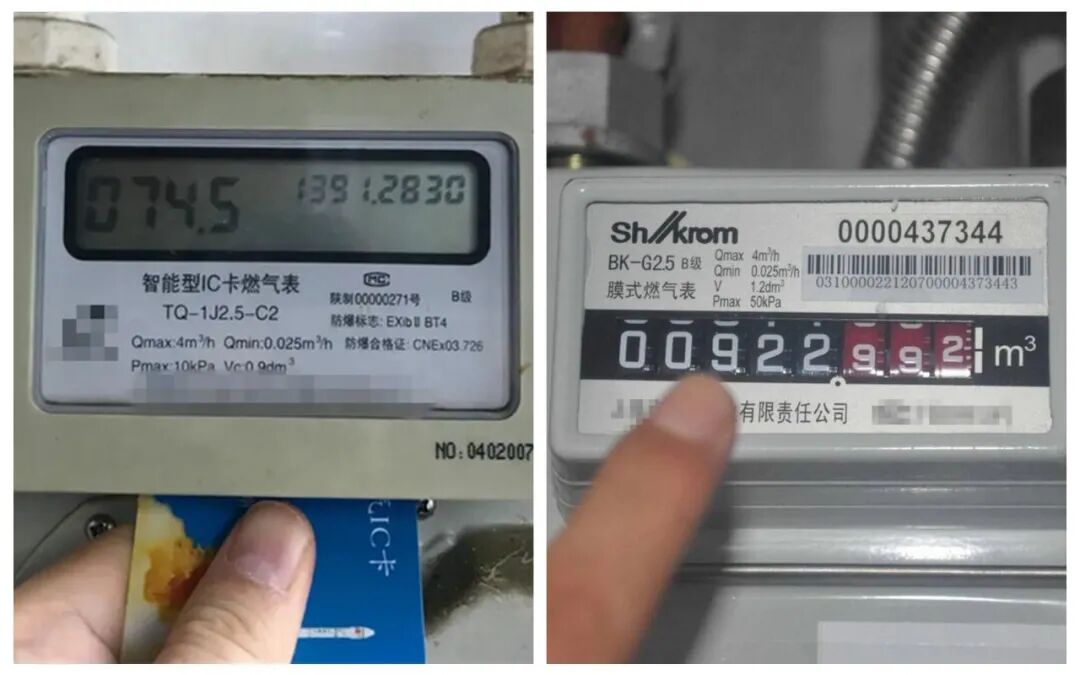 074.5 1391.2830
智能型IC卡燃气表
TQ-1J2.5-C2
MC
陕制00000271号 B级
防爆标志: EXibⅡBT4
Qmax:4m³/h Qmin:0.025m³/h 防爆合格证: CNEx03.726
Pmax:10kPa Vc:0.9dm³
NO:0402007
IC卡
Shkrom 0000437344
BK-G2.5 B级
膜式燃气表
Qmax 4m³/h
Qmin 0.025m³/h
V 1.2dm³
Pmax 50kPa
031000022120700004373443
00922992 m³
有限责任公司